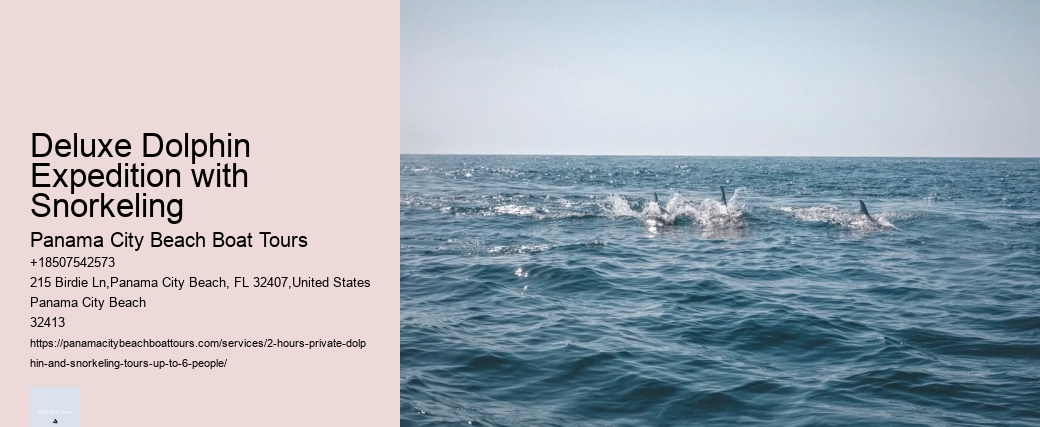 Deluxe Dolphin
Expedition with
Snorkeling
Panama City Beach Boat Tours
+18507542573
215 Birdie Ln,Panama City Beach, FL 32407,United States
Panama City Beach
32413
https://panamacitybeachboattours.com/services/2-hours-private-dolp
hin-and-snorkeling-tours-up-to-6-people/